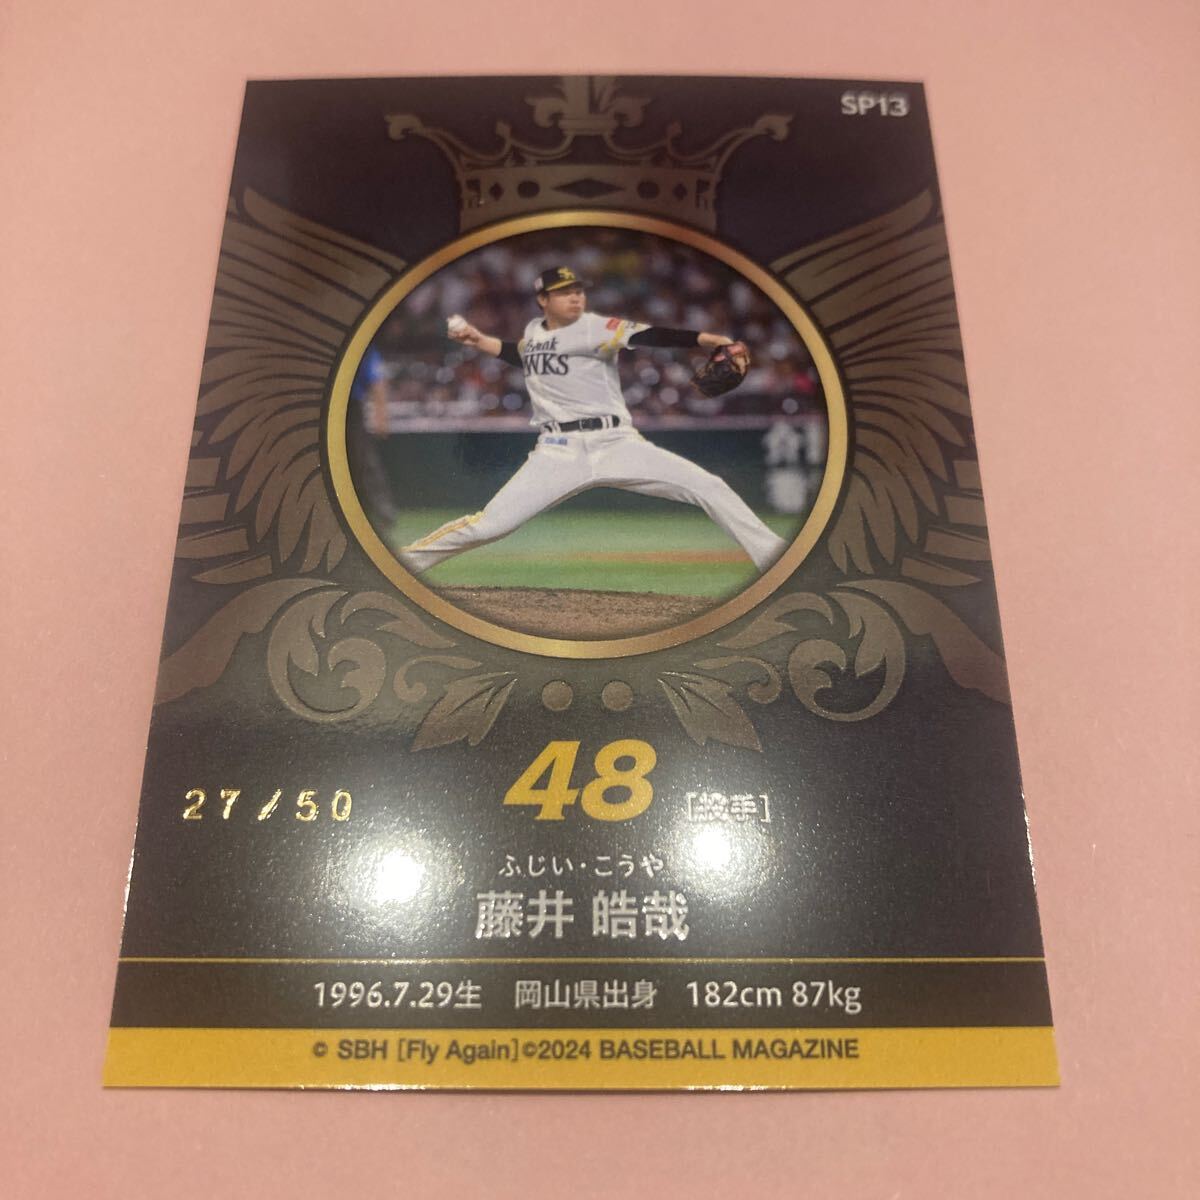 SP13
WKS
27/50
48 [投手]
ふじい・こうや
藤井 皓哉
1996.7.29生 岡山県出身 182cm 87kg
© SBH [Fly Again]©2024 BASEBALL MAGAZINE